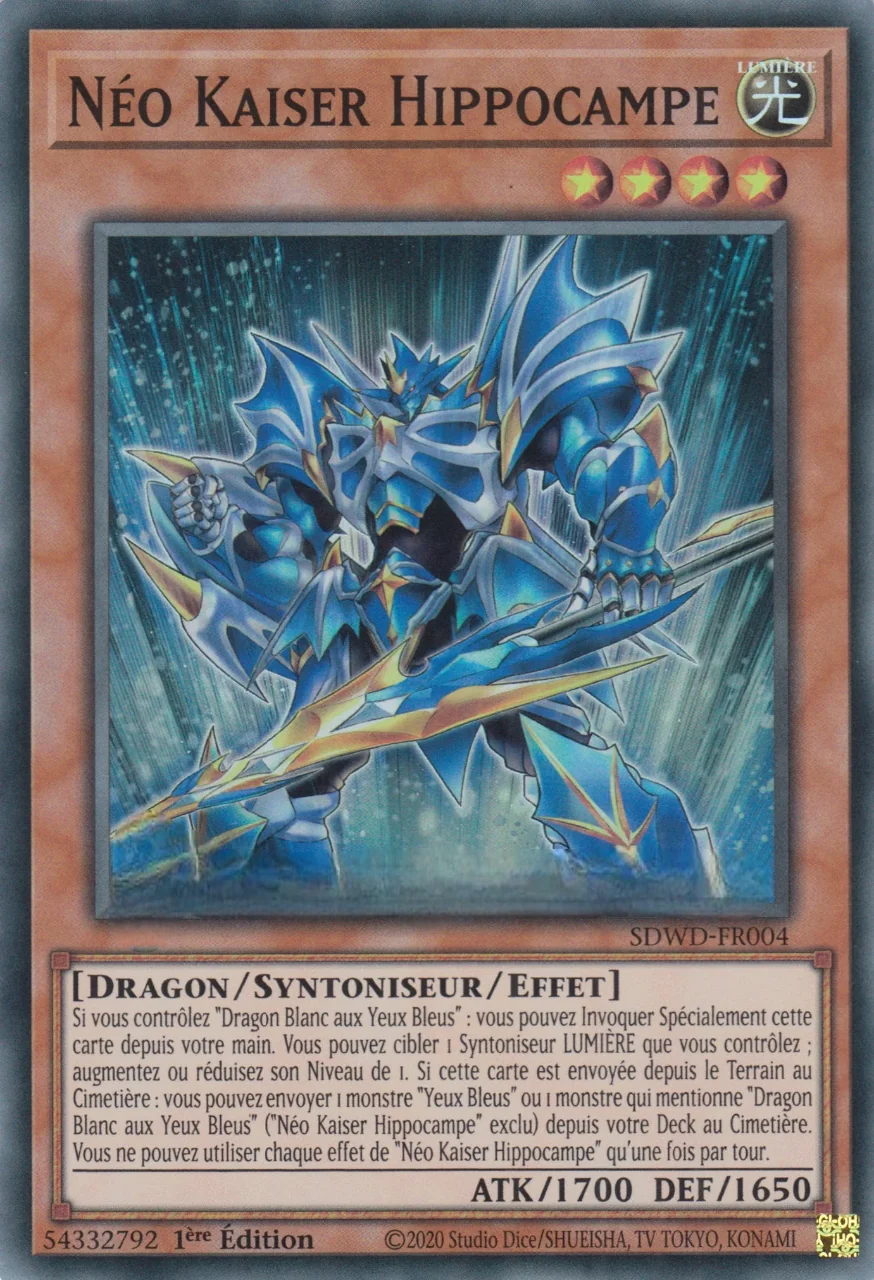 Néo Kaiser Hippocampe
LUMIÈRE
光
SDWD-FR004
[Dragon/Syntoniseur/Effet]
Si vous contrôlez "Dragon Blanc aux Yeux Bleus" : vous pouvez Invoquer Spécialement cette
carte depuis votre main. Vous pouvez cibler 1 Syntoniseur LUMIÈRE que vous contrôlez ;
augmentez ou réduisez son Niveau de 1. Si cette carte est envoyée depuis le Terrain au
Cimetière : vous pouvez envoyer 1 monstre "Yeux Bleus" ou 1 monstre qui mentionne "Dragon
Blanc aux Yeux Bleus" ("Néo Kaiser Hippocampe" exclu) depuis votre Deck au Cimetière.
Vous ne pouvez utiliser chaque effet de "Néo Kaiser Hippocampe" qu'une fois par tour.
ATK/1700 DEF/1650
54332792 1ère Édition ©2020 Studio Dice/SHUEISHA, TV TOKYO, KONAMI